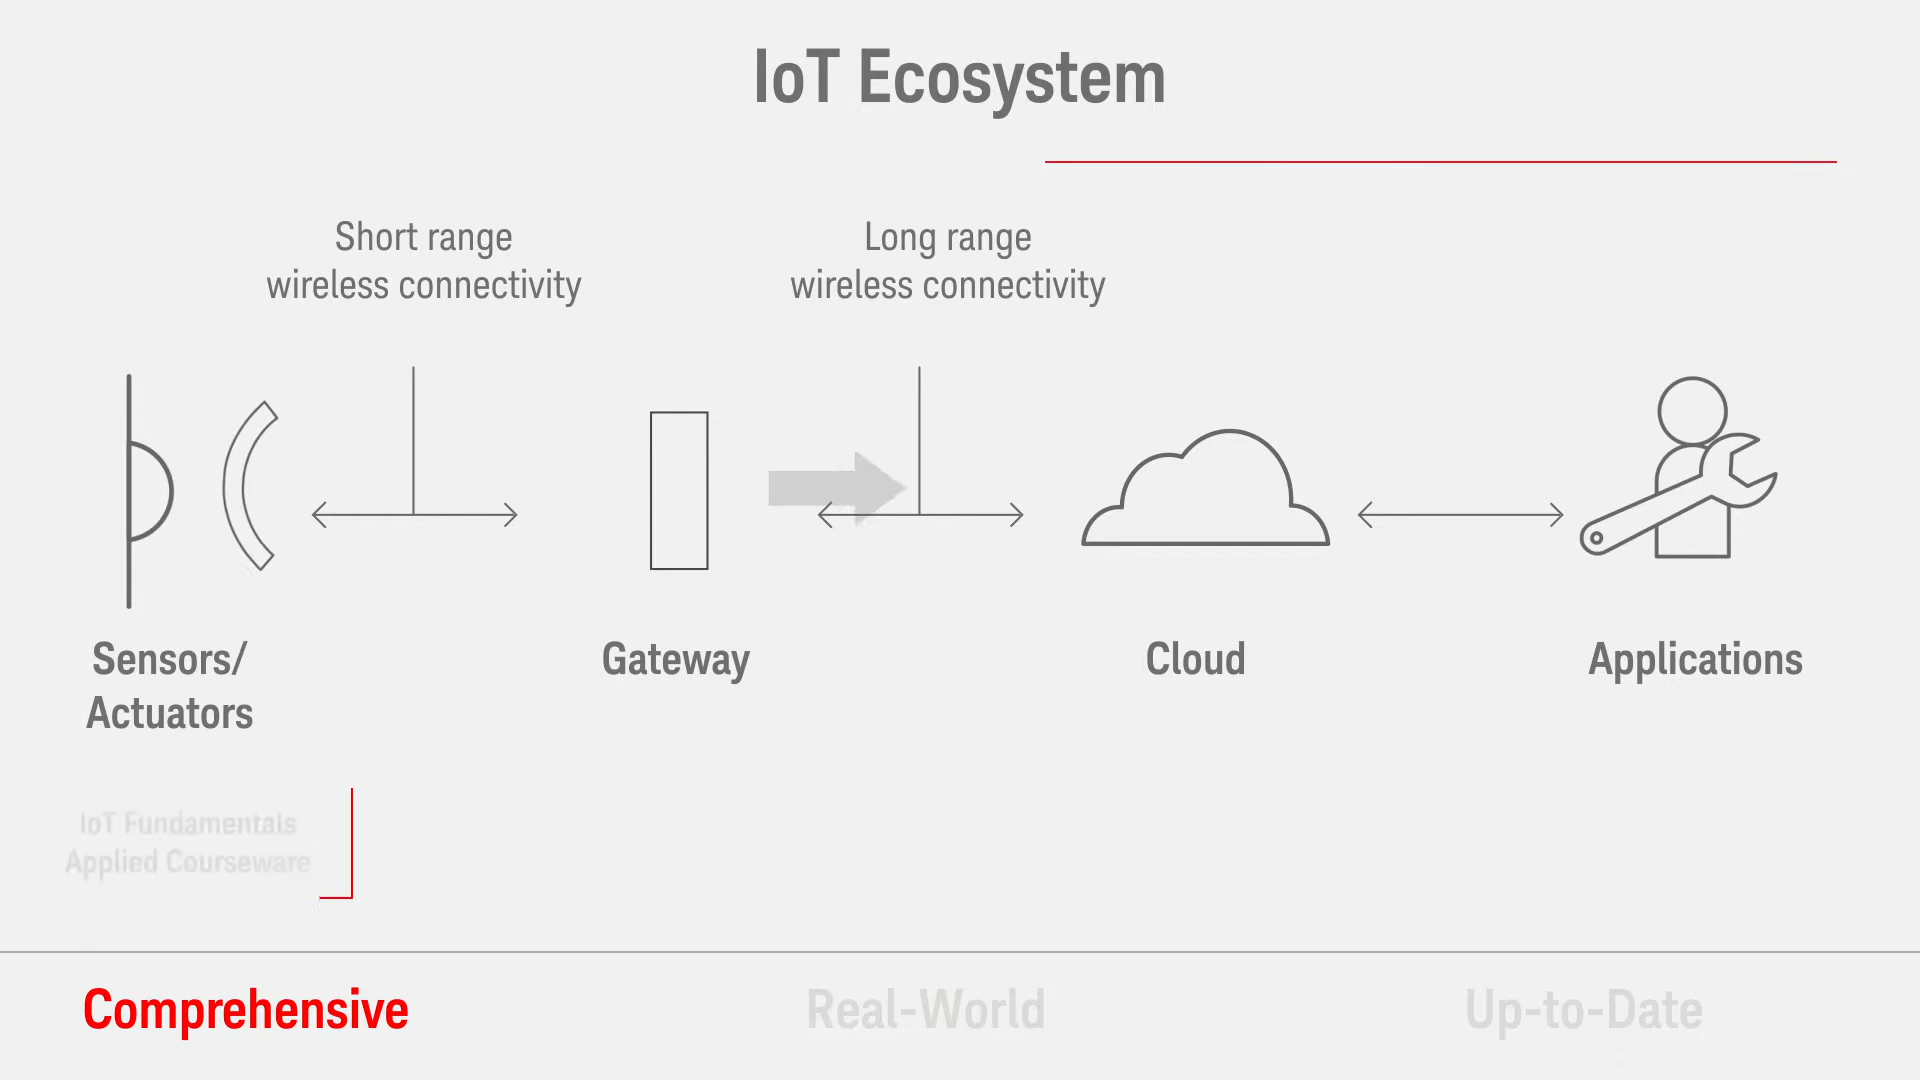 IoT Ecosystem
Short range
wireless connectivity
Long range
wireless connectivity
Sensors/
Actuators
Gateway
Cloud
Applications
IoT Fundamentals
Applied Courseware
Comprehensive
Real-World
Up-to-Date